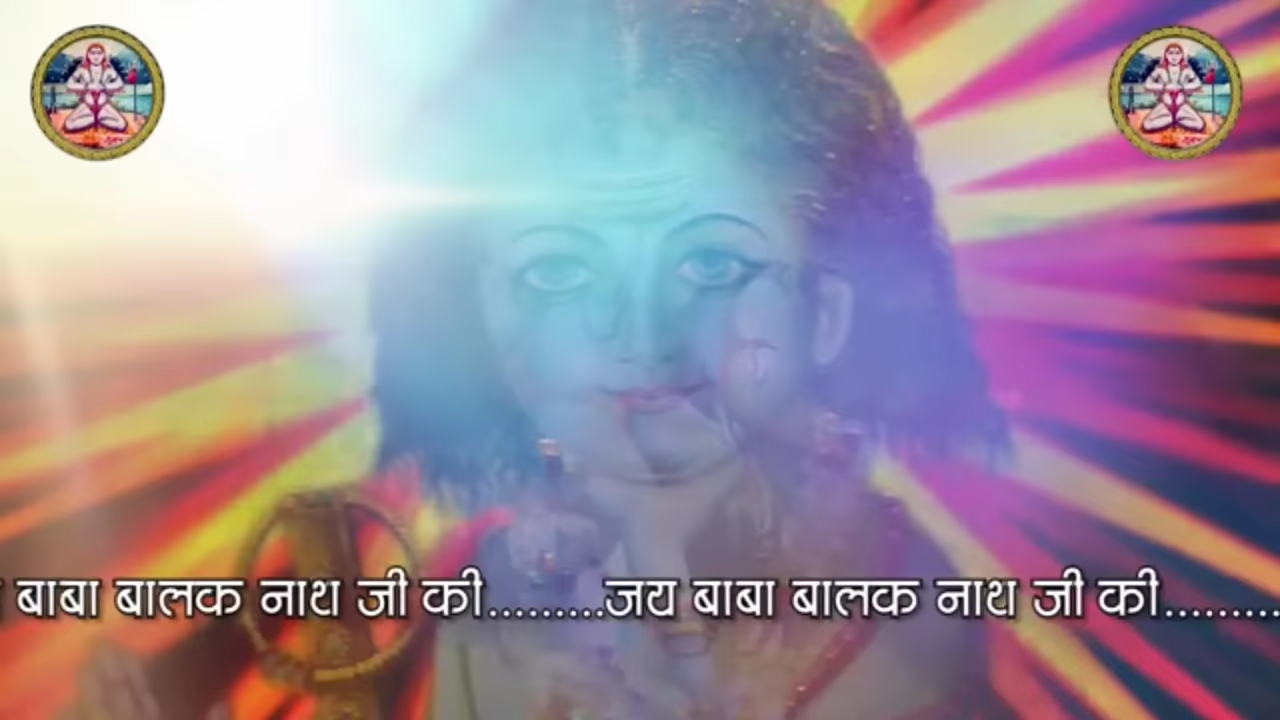 बाबा बालक नाथ जी की.........जय बाबा बालक नाथ जी की.........